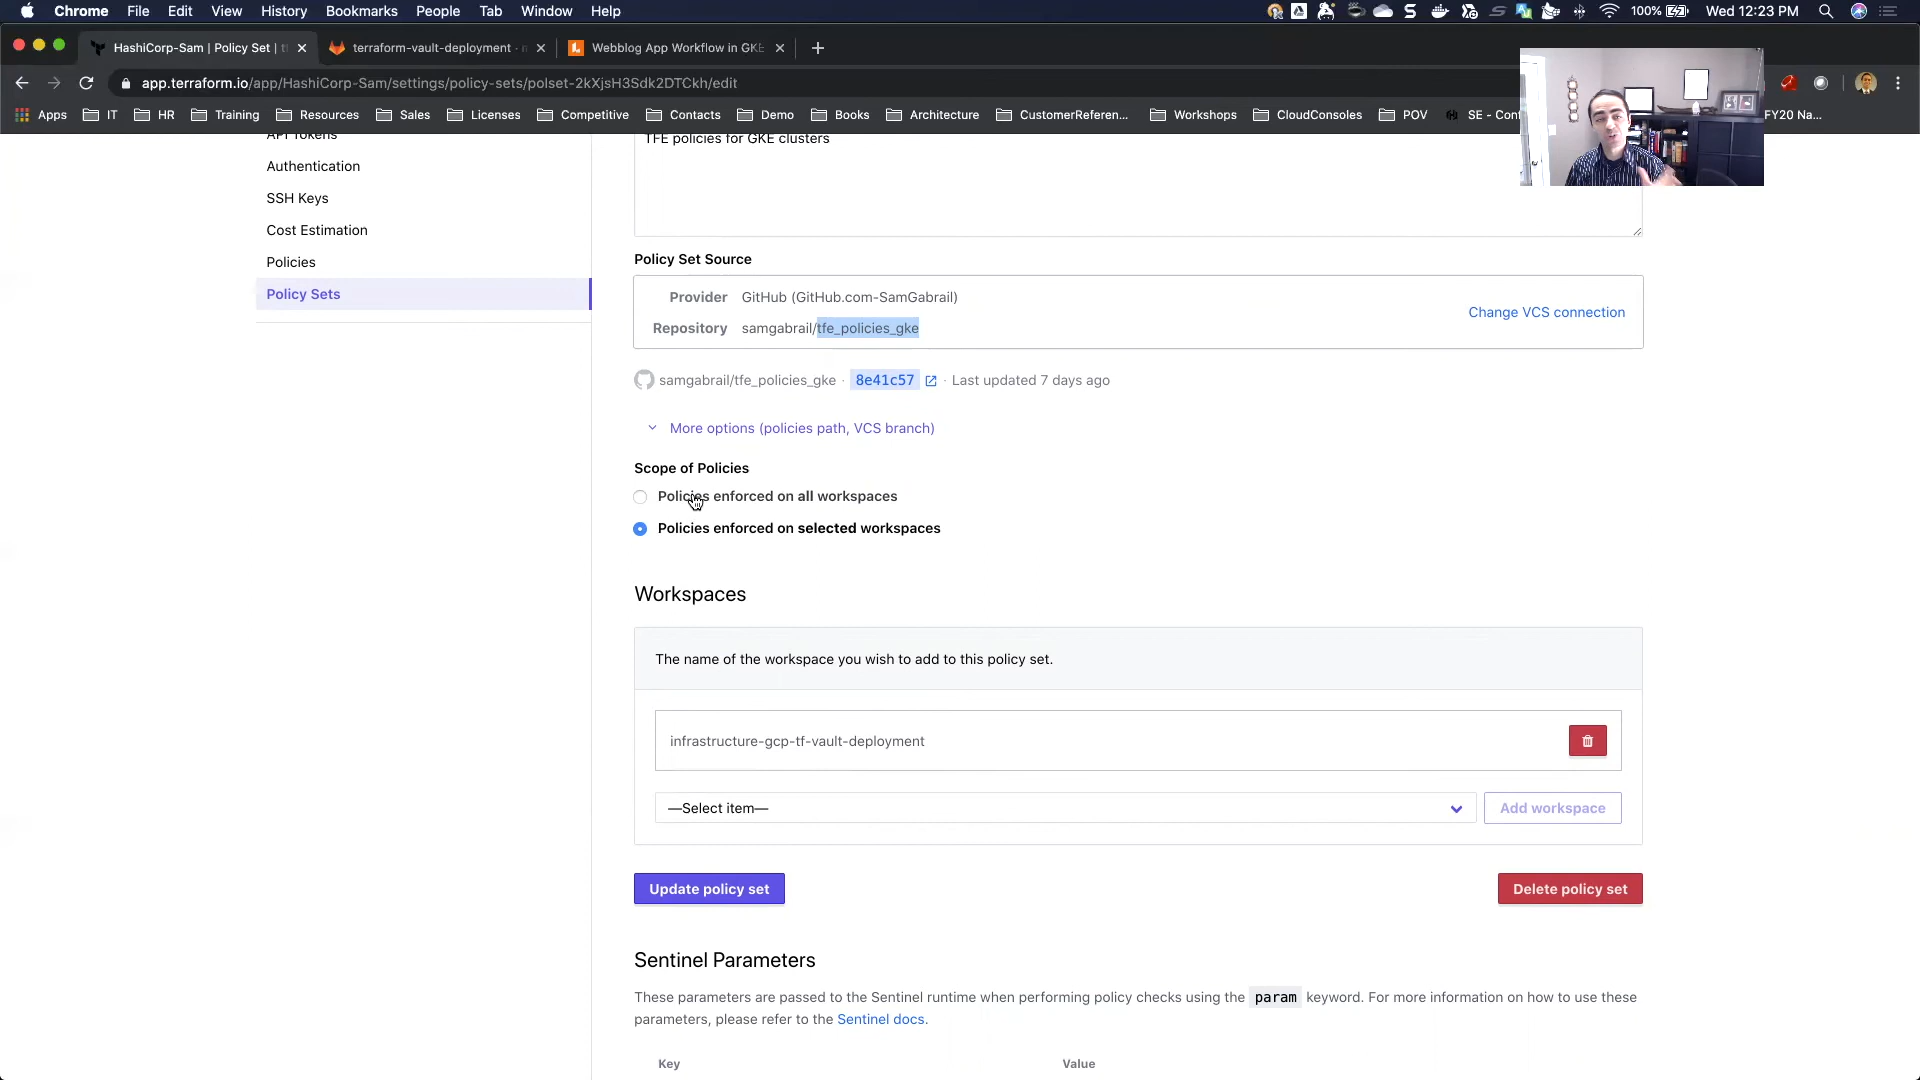 Chrome File Edit View History Bookmarks People Tab Window Help 100% Wed 12:23 PM
HashiCorp-Sam | Policy Set | t
terraform-vault-deployment
Webblog App Workflow in GKE
app.terraform.io/app/HashiCorp-Sam/settings/policy-sets/polset-2kXjsH3Sdk2DTCkh/edit
Apps IT HR Training Resources Sales Licenses Competitive Contacts Demo Books Architecture CustomerReferen... Workshops CloudConsoles POV SE - Conf FY20 Na...
API Tokens
Authentication
SSH Keys
Cost Estimation
Policies
Policy Sets
TFE policies for GKE clusters
Policy Set Source
Provider GitHub (GitHub.com-SamGabrail)
Repository samgabrail/tfe_policies_gke
Change VCS connection
samgabrail/tfe_policies_gke · 8e41c57 · Last updated 7 days ago
More options (policies path, VCS branch)
Scope of Policies
Policies enforced on all workspaces
Policies enforced on selected workspaces
Workspaces
The name of the workspace you wish to add to this policy set.
infrastructure-gcp-tf-vault-deployment
—Select item—
Add workspace
Update policy set
Delete policy set
Sentinel Parameters
These parameters are passed to the Sentinel runtime when performing policy checks using the param keyword. For more information on how to use these
parameters, please refer to the Sentinel docs.
Key Value